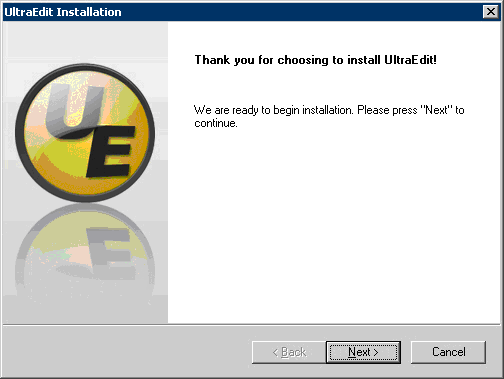 UltraEdit Installation
Thank you for choosing to install UltraEdit!
We are ready to begin installation. Please press "Next" to
continue.
UE
< Back
Next >
Cancel